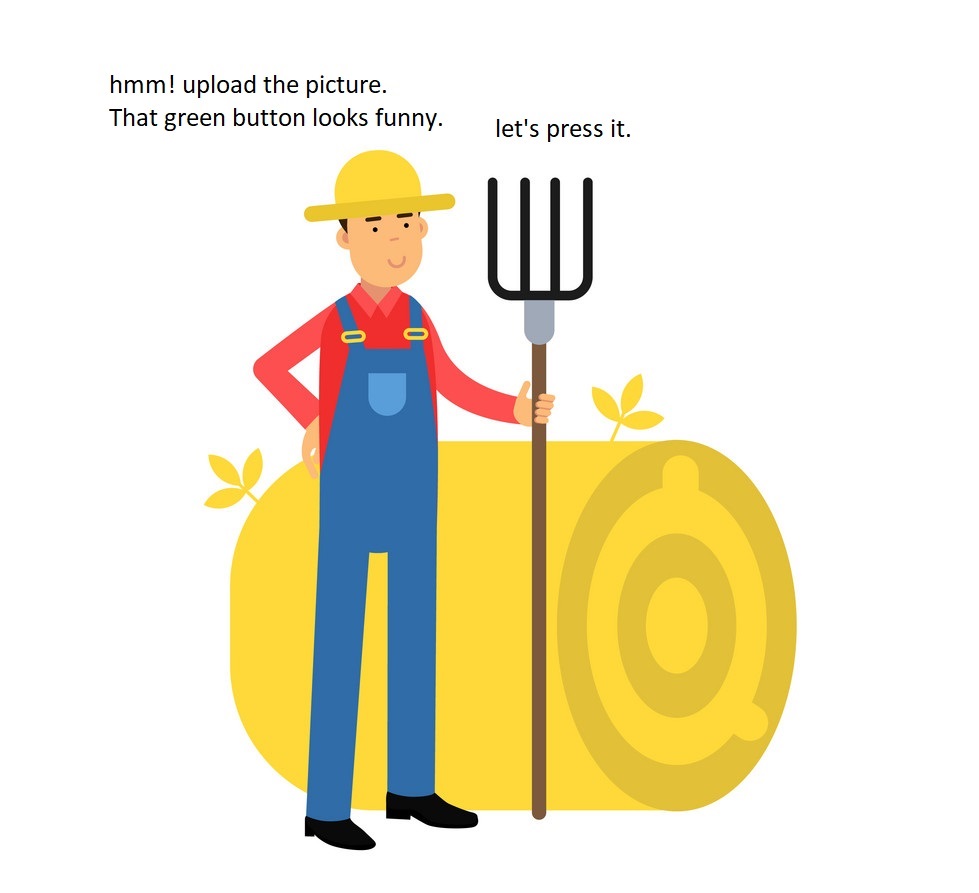 hmm! upload the picture.
That green button looks funny.
let's press it.